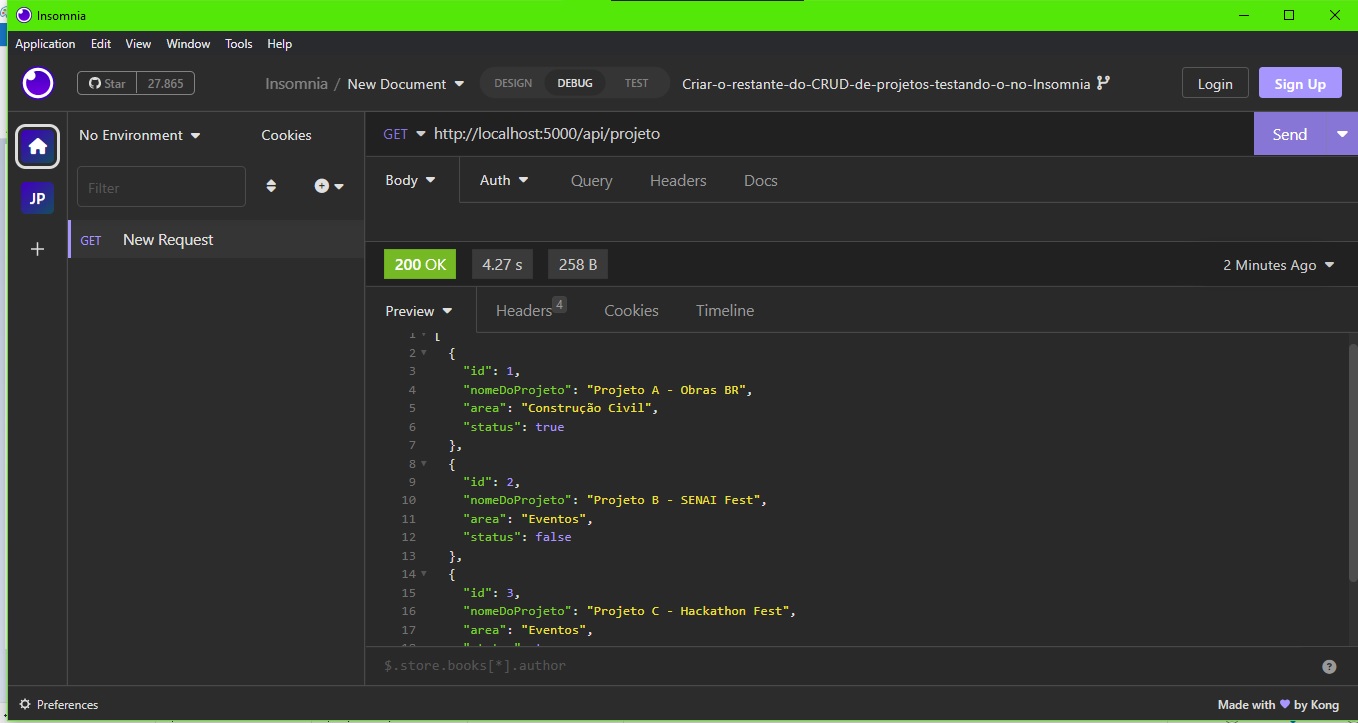 Insomnia
Application Edit View Window Tools Help
Star 27.865 Insomnia / New Document DESIGN DEBUG TEST Criar-o-restante-do-CRUD-de-projetos-testando-o-no-Insomnia Login Sign Up
No Environment Cookies
GET http://localhost:5000/api/projeto Send
JP
Filter
Body Auth Query Headers Docs
GET New Request
200 OK 4.27 s 258 B 2 Minutes Ago
Preview Headers 4 Cookies Timeline
1 [
2 {
3 "id": 1,
4 "nomeDoProjeto": "Projeto A - Obras BR",
5 "area": "Construção Civil",
6 "status": true
7 },
8 {
9 "id": 2,
10 "nomeDoProjeto": "Projeto B - SENAI Fest",
11 "area": "Eventos",
12 "status": false
13 },
14 {
15 "id": 3,
16 "nomeDoProjeto": "Projeto C - Hackathon Fest",
17 "area": "Eventos",
$.store.books[*].author
Preferences Made with 💜 by Kong